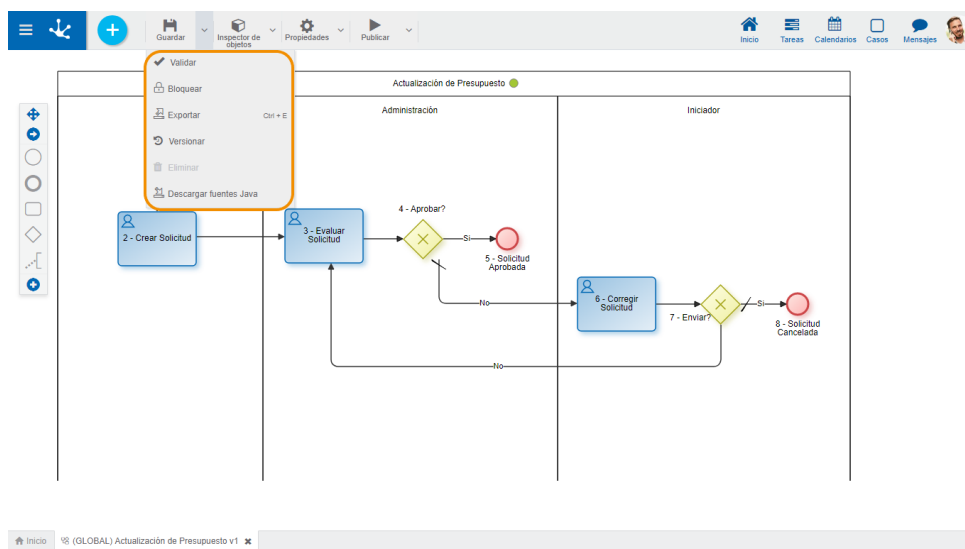 Guardar
Inspector de
objetos
Propiedades
Publicar
Inicio
Tareas
Calendarios
Casos
Mensajes
Validar
Bloquear
Exportar Ctrl + E
Versionar
Eliminar
Descargar fuentes Java
Actualización de Presupuesto
Administración
Iniciador
2 - Crear Solicitud
3 - Evaluar
Solicitud
4 - Aprobar?
Si
5 - Solicitud
Aprobada
No
6 - Corregir
Solicitud
7 - Enviar?
Si
8 - Solicitud
Cancelada
No
Inicio
(GLOBAL) Actualización de Presupuesto v1